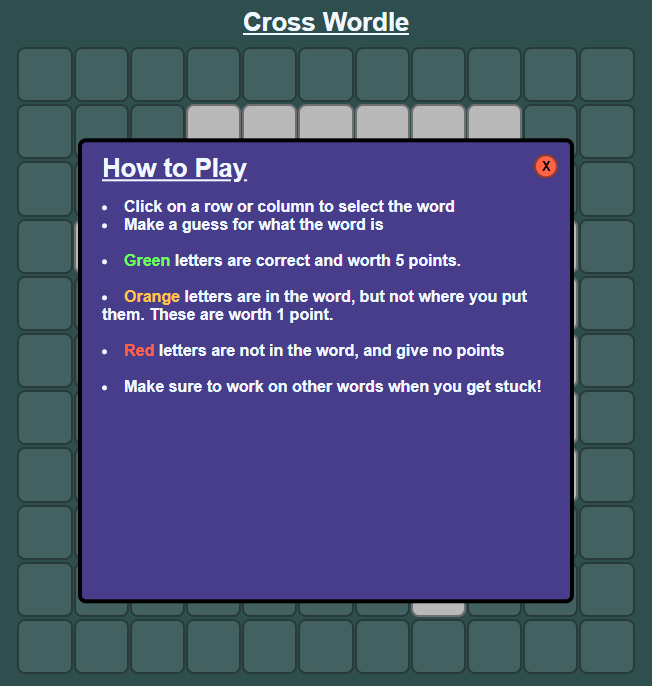 Cross Wordle
How to Play
X
• Click on a row or column to select the word
• Make a guess for what the word is
• Green letters are correct and worth 5 points.
• Orange letters are in the word, but not where you put
them. These are worth 1 point.
• Red letters are not in the word, and give no points
• Make sure to work on other words when you get stuck!